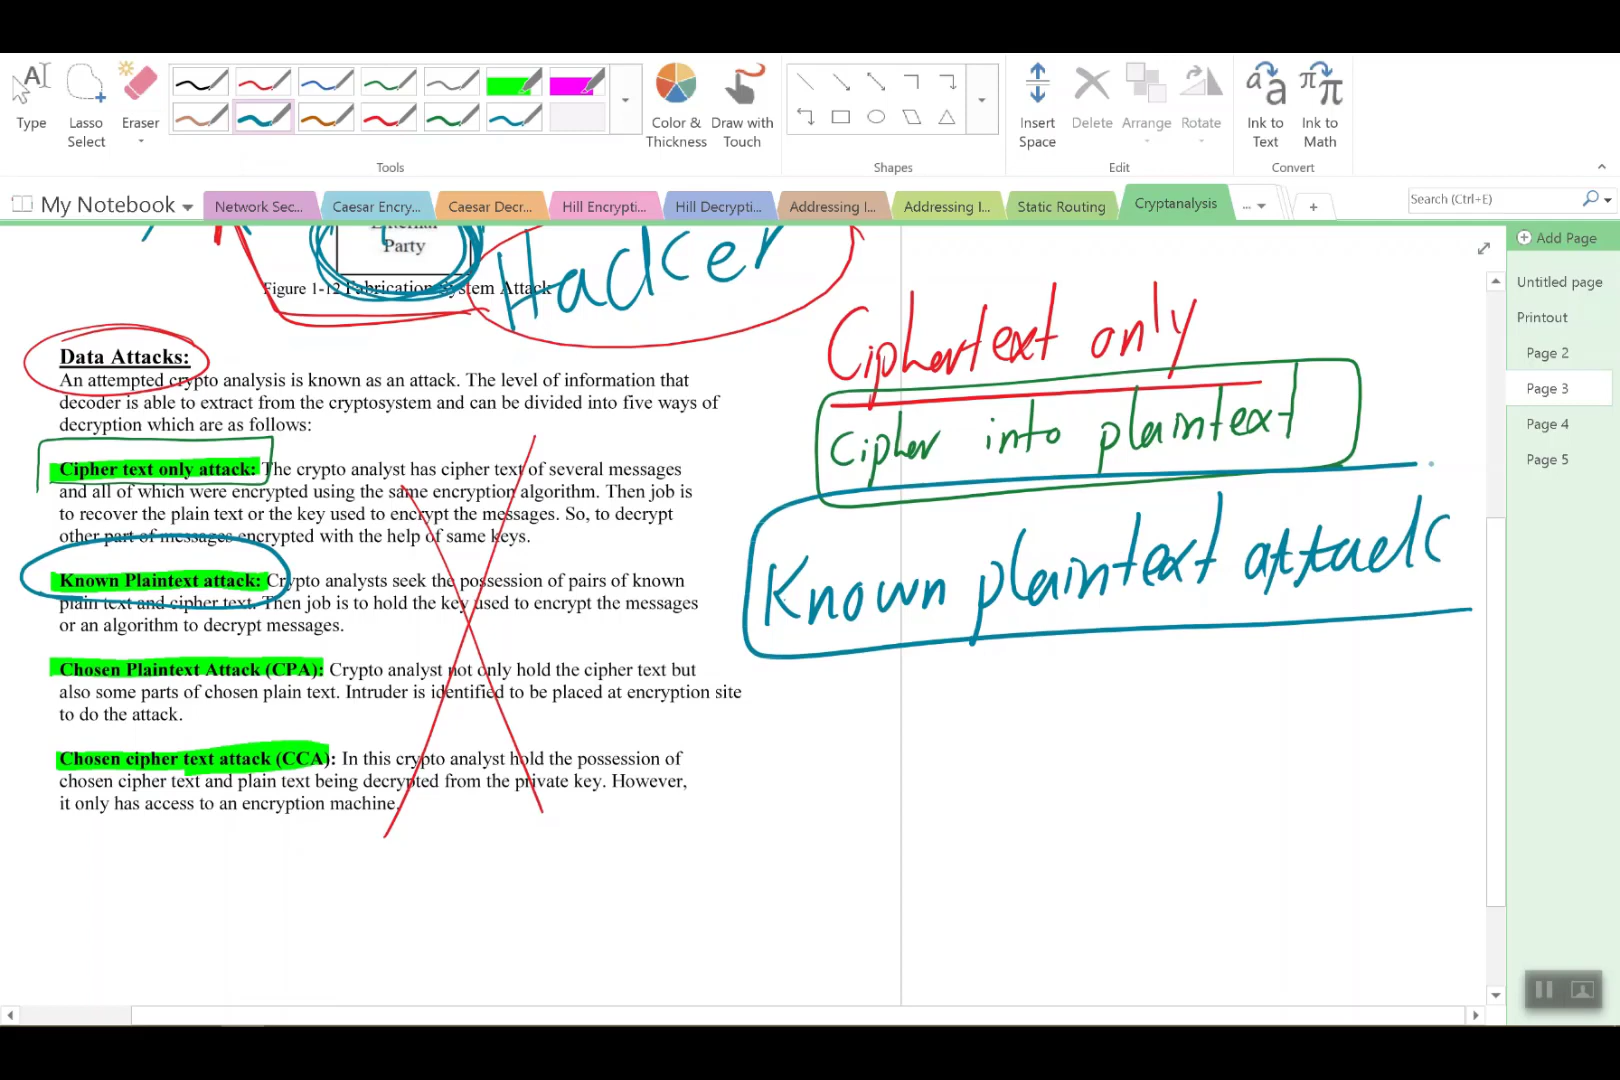 Type
Lasso
Select
Eraser
Color &
Thickness
Draw with
Touch
Insert
Space
Delete
Arrange
Rotate
Ink to
Text
Ink to
Math
Tools
Shapes
Edit
Convert
My Notebook
Network Sec...
Caesar Encry...
Caesar Decr...
Hill Encrypti...
Hill Decrypti...
Addressing I...
Addressing I...
Static Routing
Cryptanalysis
...
Search (Ctrl+E)
Add Page
Untitled page
Printout
Page 2
Page 3
Page 4
Page 5
External
Party
Figure 1-12 Fabrication System Attack
Hacker
Data Attacks:
An attempted crypto analysis is known as an attack. The level of information that
decoder is able to extract from the cryptosystem and can be divided into five ways of
decryption which are as follows:
Cipher text only attack: The crypto analyst has cipher text of several messages
and all of which were encrypted using the same encryption algorithm. Then job is
to recover the plain text or the key used to encrypt the messages. So, to decrypt
other part of messages encrypted with the help of same keys.
Known Plaintext attack: Crypto analysts seek the possession of pairs of known
plain text and cipher text. Then job is to hold the key used to encrypt the messages
or an algorithm to decrypt messages.
Chosen Plaintext Attack (CPA): Crypto analyst not only hold the cipher text but
also some parts of chosen plain text. Intruder is identified to be placed at encryption site
to do the attack.
Chosen cipher text attack (CCA): In this crypto analyst hold the possession of
chosen cipher text and plain text being decrypted from the private key. However,
it only has access to an encryption machine.
Ciphertext only
Cipher into plaintext
Known plaintext attack